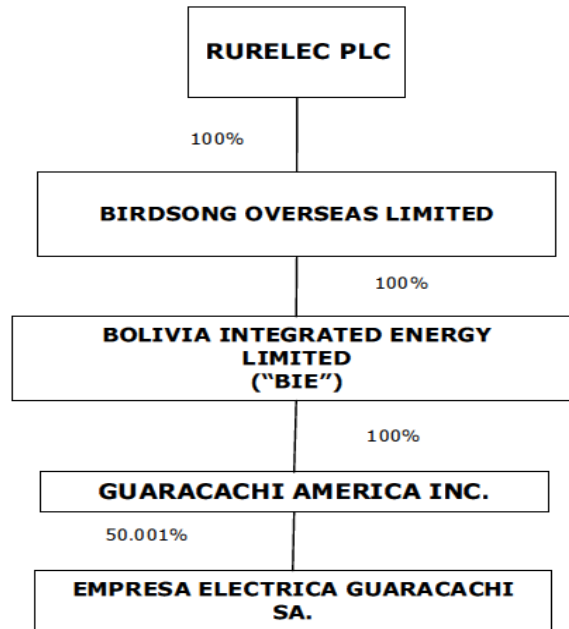 RURELEC PLC
100%
BIRDSONG OVERSEAS LIMITED
100%
BOLIVIA INTEGRATED ENERGY
LIMITED
(“BIE”)
100%
GUARACACHI AMERICA INC.
50.001%
EMPRESA ELECTRICA GUARACACHI
SA.